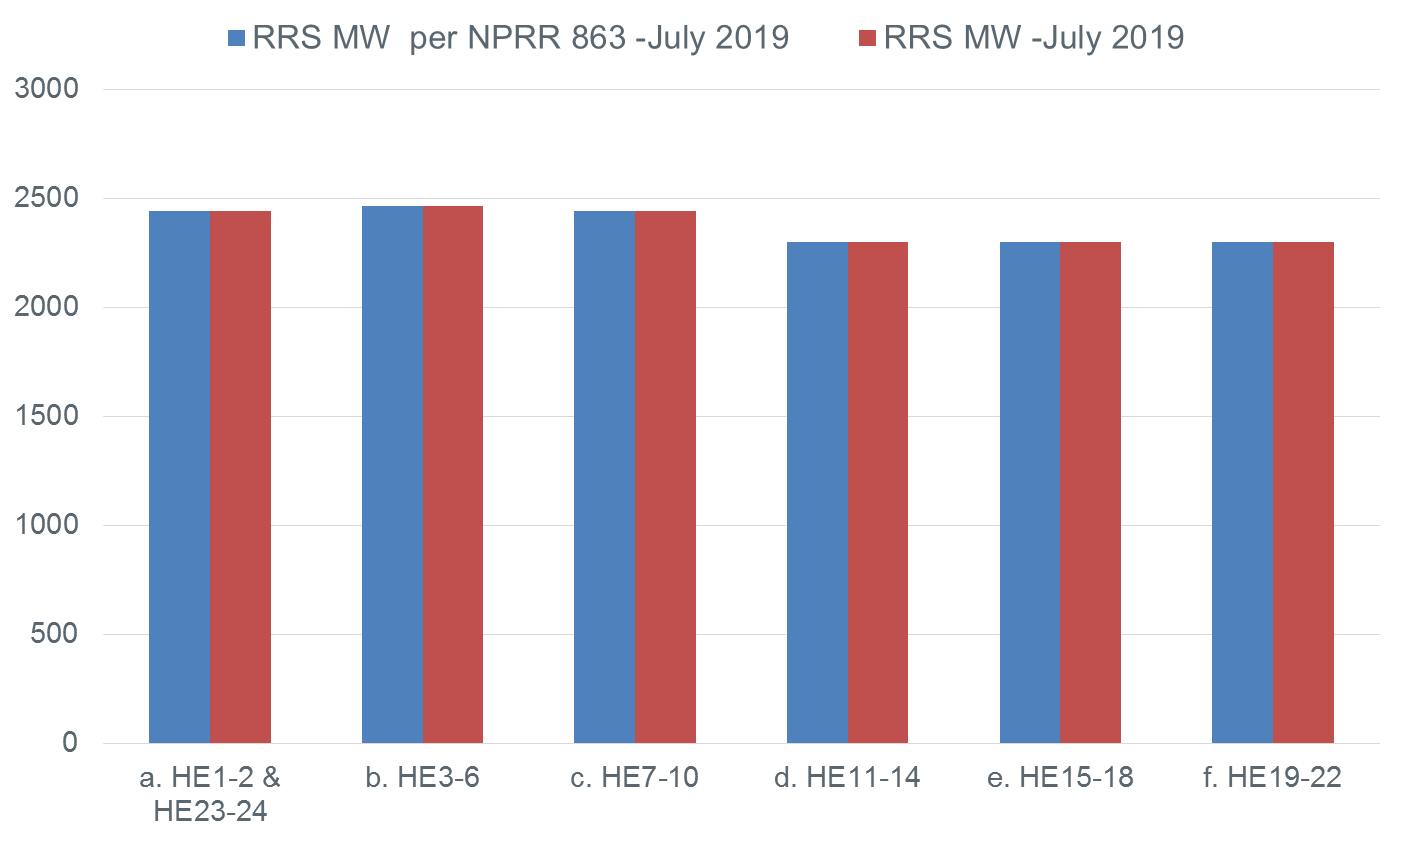 RRS MW  per NPRR 863 -July 2019
RRS MW -July 2019
3000
2500
2000
1500
1000
500
0
a. HE1-2 &
HE23-24
b. HE3-6
c. HE7-10
d. HE11-14
e. HE15-18
f. HE19-22